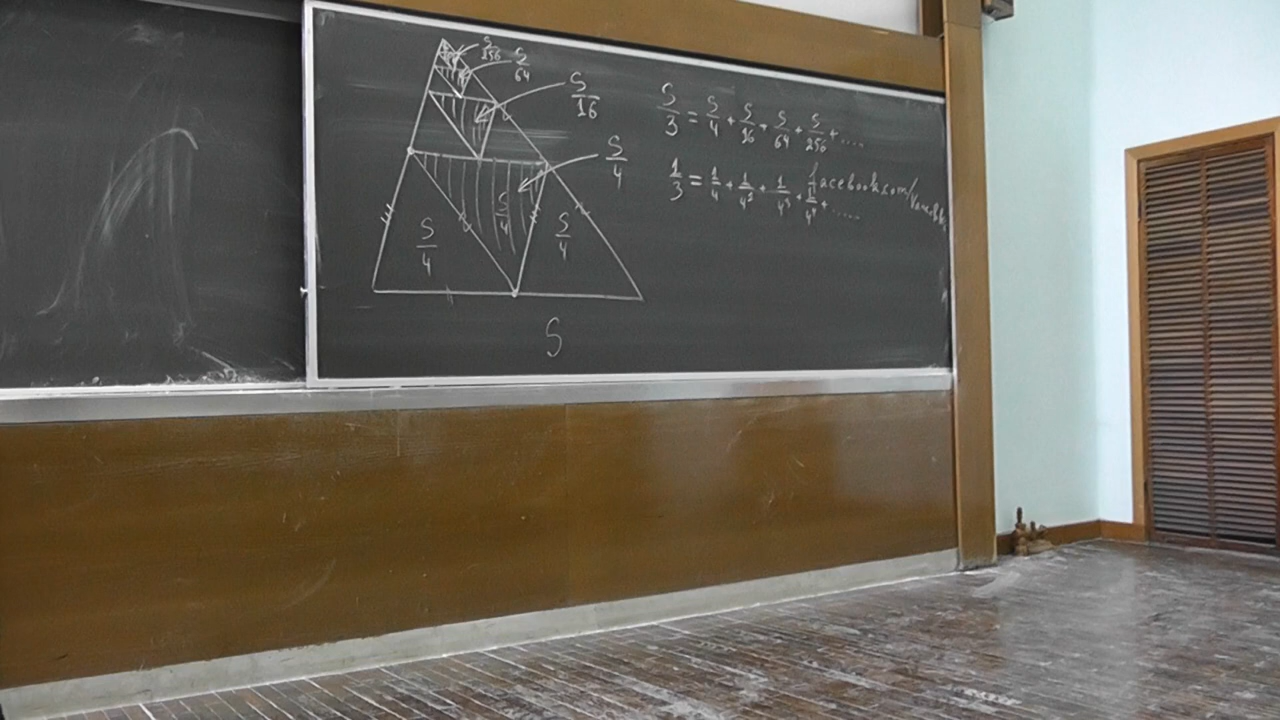 S/256
S/64
S/16
S/4
S/4
S/4
S/4
S
S/3 = S/4 + S/16 + S/64 + S/256 + ....
1/3 = 1/4 + 1/4² + 1/4³ + 1/4⁴ + .....
facebook.com/